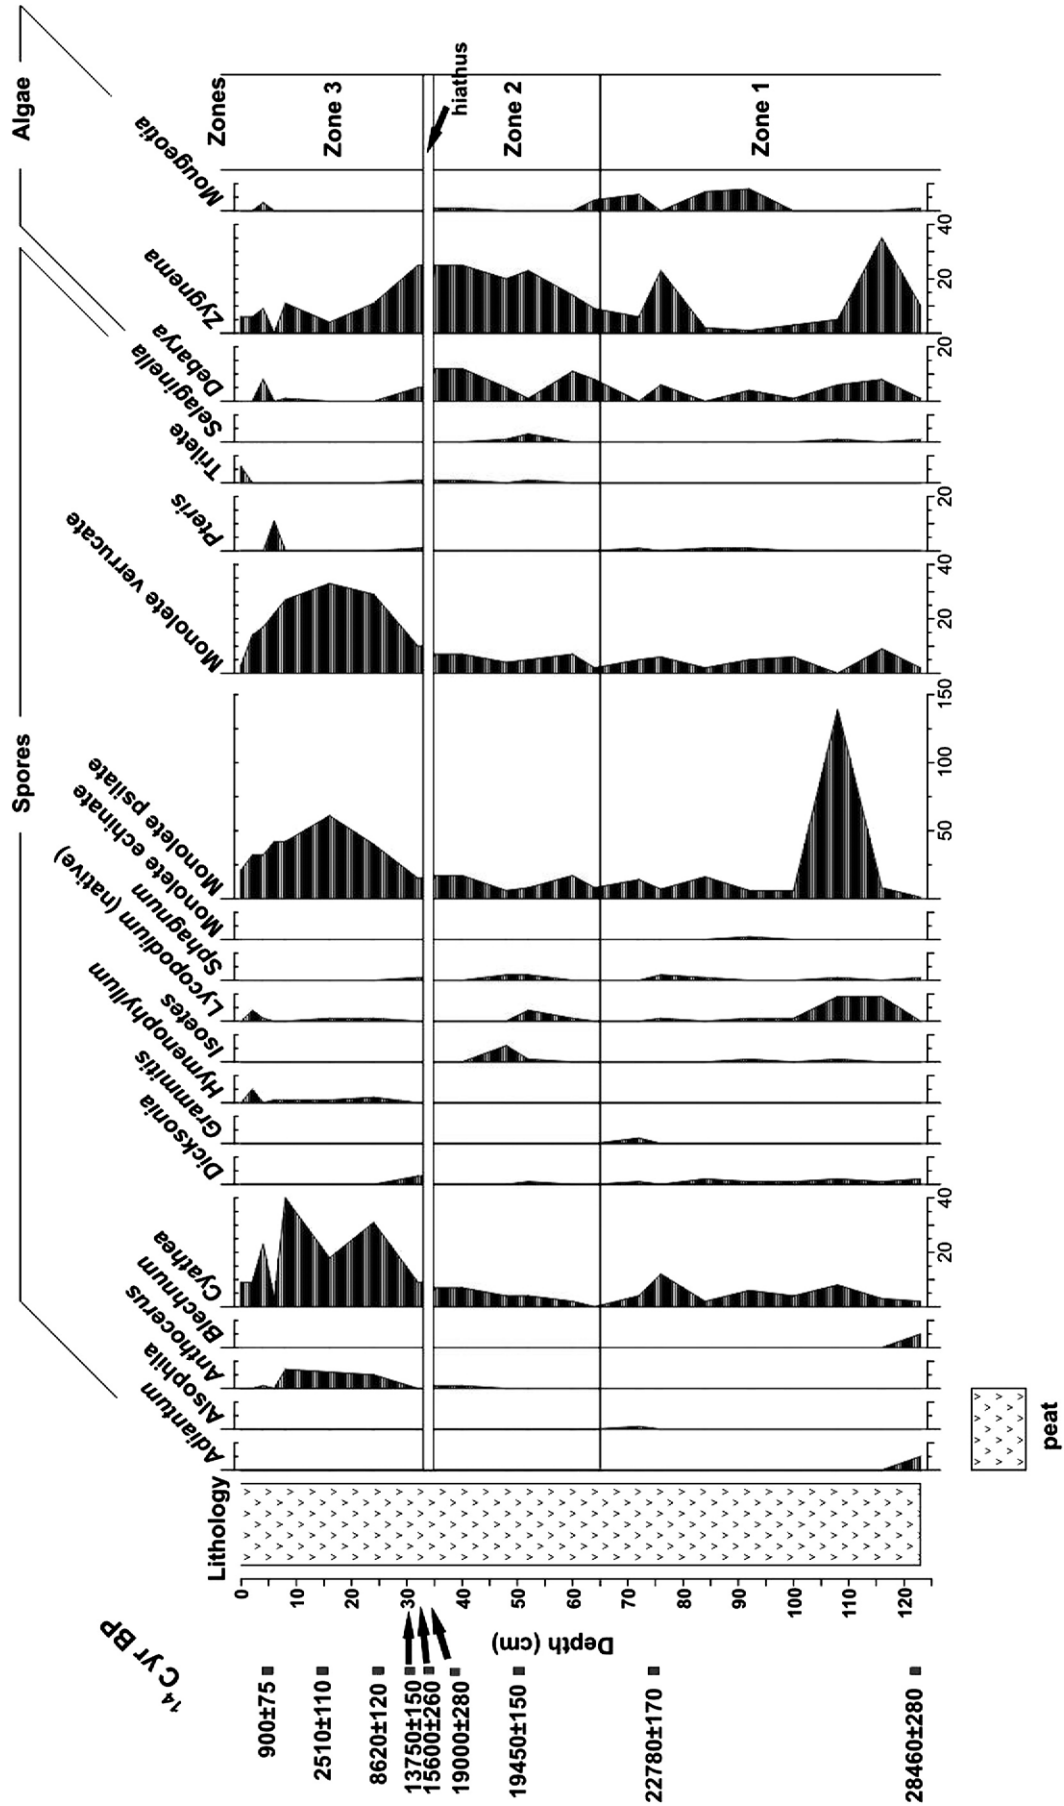 Spores
Algae
¹⁴C yr BP
Lithology
Adiantum
Alsophila
Anthocerus
Blechnum
Cyathea
Dicksonia
Grammitis
Hymenophyllum
Isoetes
Lycopodium (native)
Sphagnum
Monolete echinate
Monolete psilate
Monolete verrucate
Pteris
Trilete
Selaginella
Debarya
Zygnema
Mougeotia
Zones
900±75
2510±110
8620±120
13750±150
15600±260
19000±280
19450±150
22780±170
28460±280
Depth (cm)
0
10
20
30
40
50
60
70
80
90
100
110
120
Zone 3
hiathus
Zone 2
Zone 1
20
40
50
100
150
20
40
20
20
20
40
peat